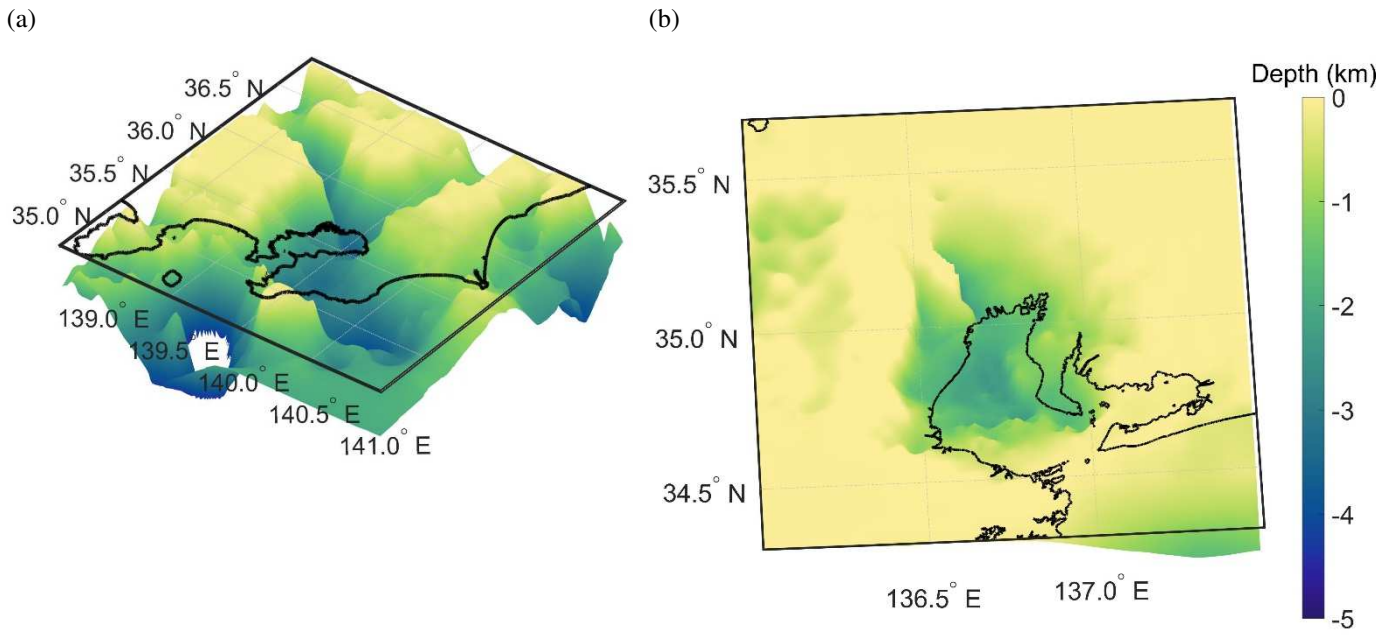 (a)
36.5° N
36.0° N
35.5° N
35.0° N
139.0° E
139.5° E
140.0° E
140.5° E
141.0° E
(b)
35.5° N
35.0° N
34.5° N
136.5° E
137.0° E
Depth (km)
0
-1
-2
-3
-4
-5